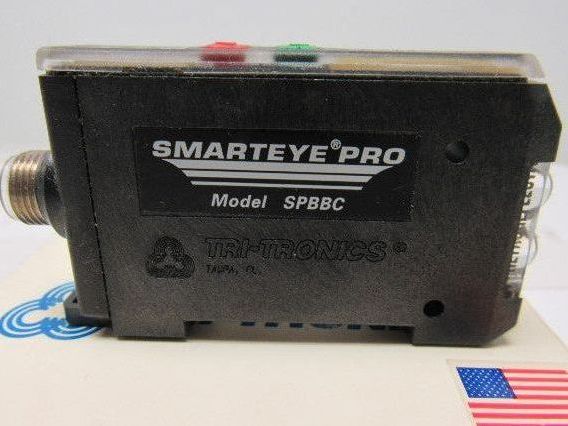 SMARTEYE® PRO
Model SPBBC
TRI-TRONICS®
TAMPA, FL.